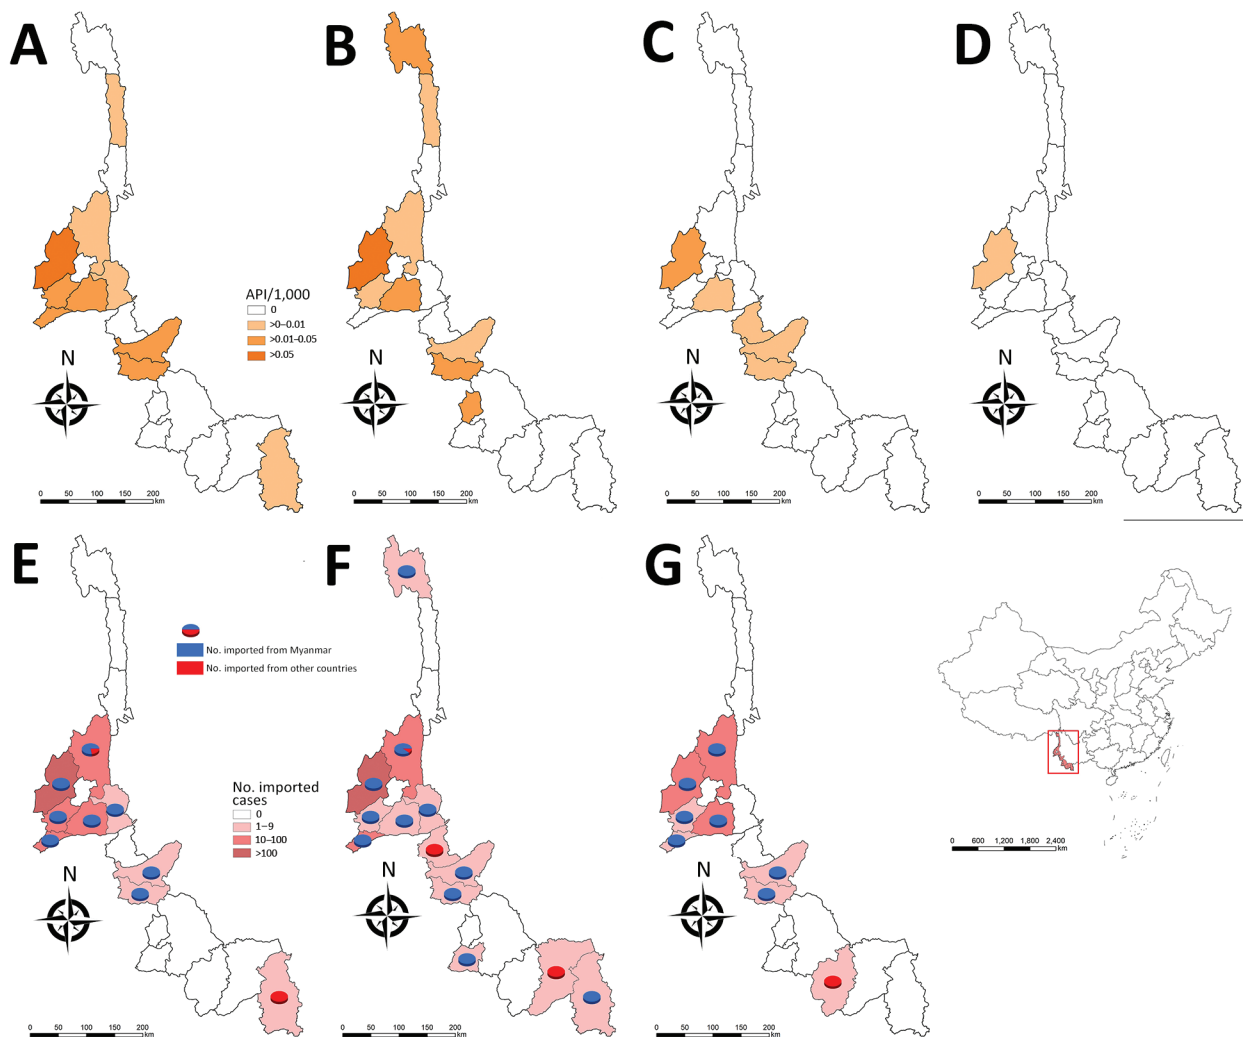 A
B
C
D
API/1,000
0
>0–0.01
>0.01–0.05
>0.05
N
N
N
N
0 50 100 150 200
km
0 50 100 150 200
km
0 50 100 150 200
km
0 50 100 150 200
km
E
F
G
No. imported from Myanmar
No. imported from other countries
No. imported
cases
0
1–9
10–100
>100
0 600 1,200 1,800 2,400
km
N
N
N
0 50 100 150 200
km
0 50 100 150 200
km
0 50 100 150 200
km